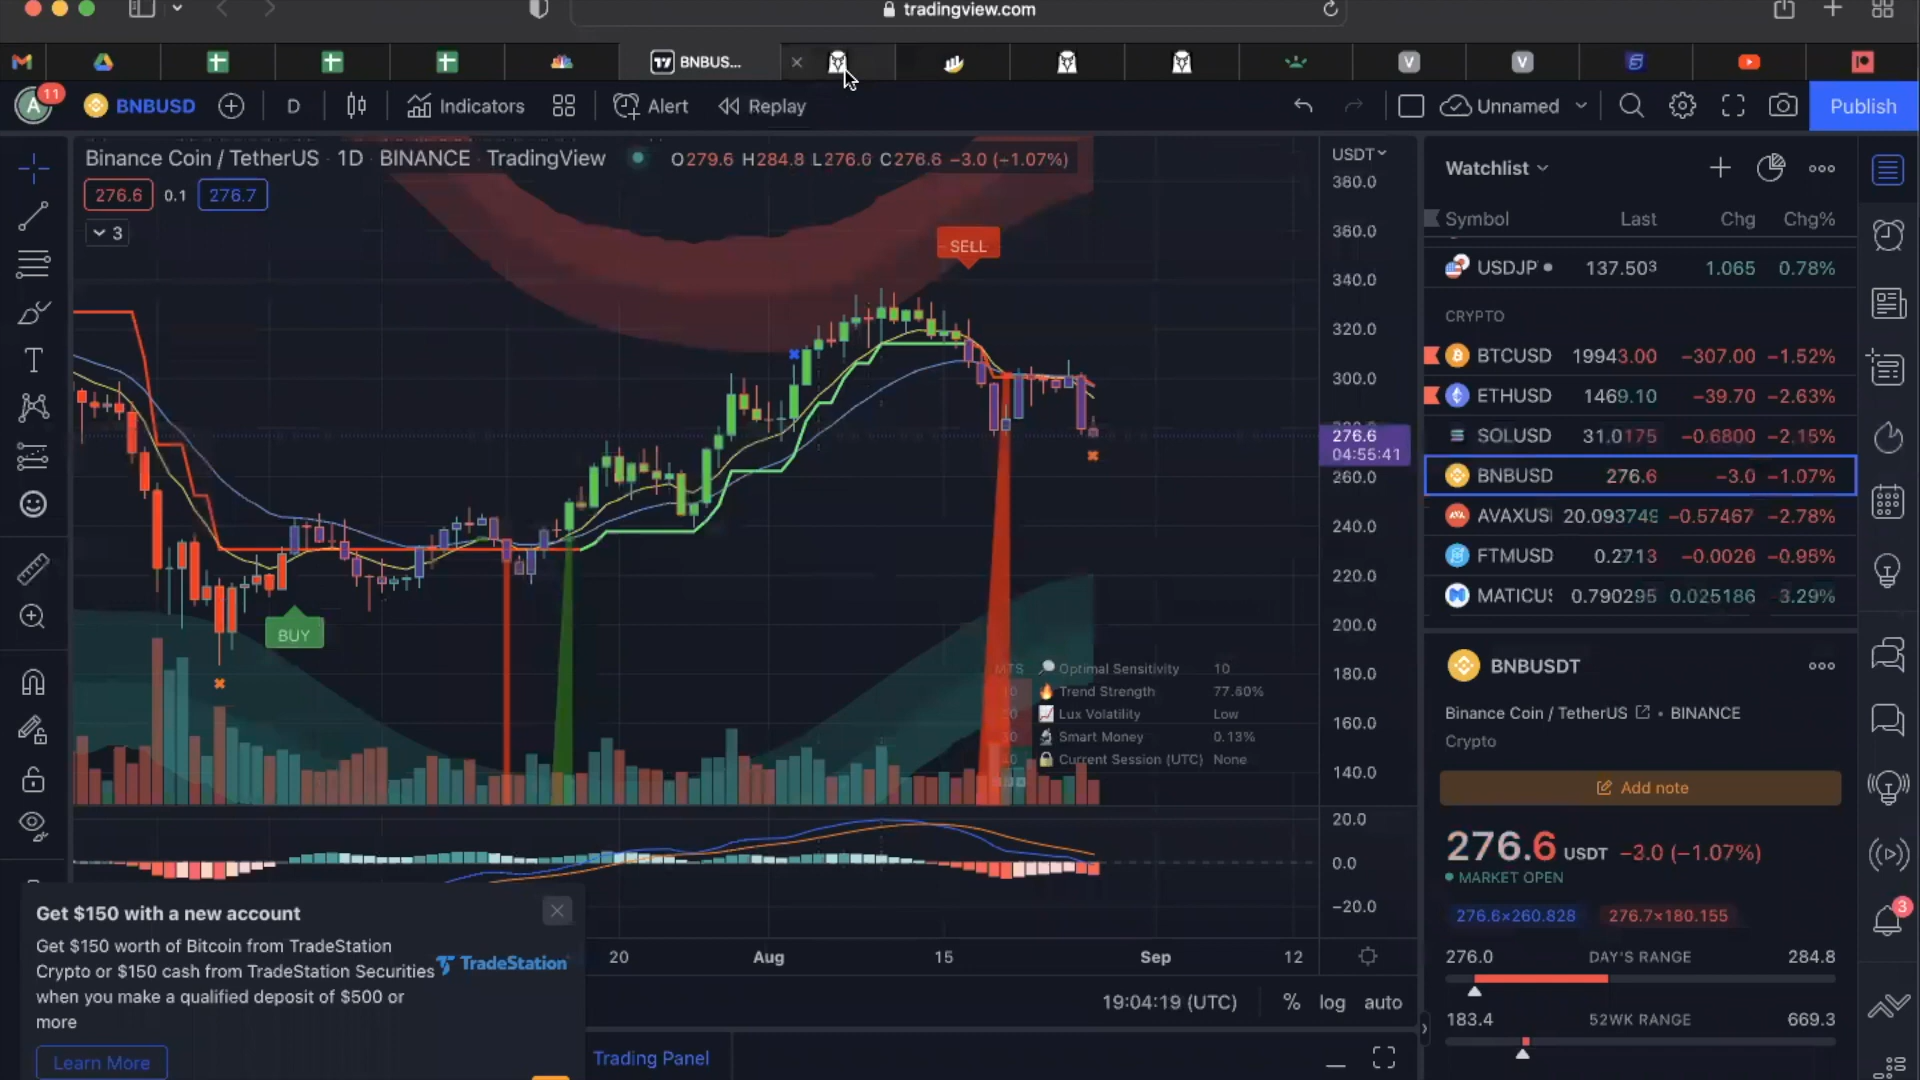 tradingview.com
BNBUS...
11
A
BNBUSD
D
Indicators
Alert
Replay
Unnamed
Publish
Binance Coin / TetherUS 1D BINANCE TradingView
O279.6 H284.8 L276.0 C276.6 −3.0 (−1.07%)
276.6
0.1
276.7
3
SELL
BUY
USDT
380.0
360.0
340.0
320.0
300.0
276.6
04:55:41
260.0
240.0
220.0
200.0
180.0
160.0
140.0
20.0
0.0
−20.0
Optimal Sensitivity 10
Trend Strength 77.60%
Lux Volatility Low
Smart Money 0.13%
Current Session (UTC) None
20
Aug
15
Sep
12
19:04:19 (UTC)
%
log
auto
Trading Panel
Get $150 with a new account
Get $150 worth of Bitcoin from TradeStation
Crypto or $150 cash from TradeStation Securities
when you make a qualified deposit of $500 or
more
TradeStation
Learn More
Watchlist
Symbol Last Chg Chg%
USDJP 137.503 1.065 0.78%
CRYPTO
BTCUSD 19943.00 −307.00 −1.52%
ETHUSD 1469.10 −39.70 −2.63%
SOLUSD 31.0175 −0.6800 −2.15%
BNBUSD 276.6 −3.0 −1.07%
AVAXUS 20.093749 −0.57467 −2.78%
FTMUSD 0.2713 −0.0026 −0.95%
MATICUS 0.790295 0.025186 3.29%
BNBUSDT
Binance Coin / TetherUS • BINANCE
Crypto
Add note
276.6 USDT −3.0 (−1.07%)
MARKET OPEN
276.6×260.828
276.7×180.155
276.0 DAY'S RANGE 284.8
183.4 52WK RANGE 669.3
3